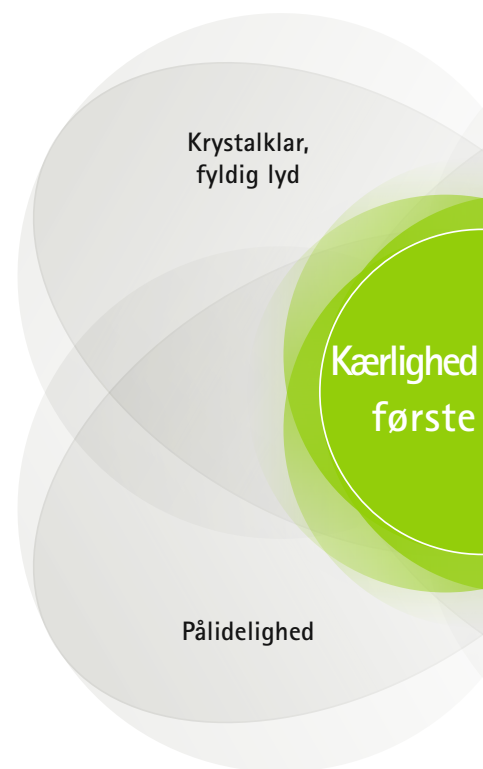 Krystalklar,
fyldig lyd
Kærlighed
første
Pålidelighed